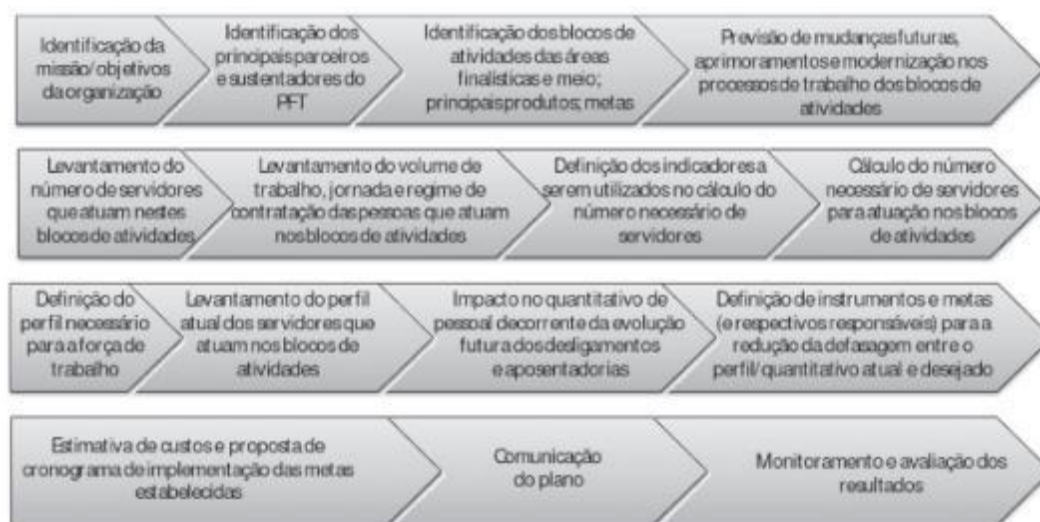 Identificação da
missão/objetivos
da organização
Identificação dos
principais parceiros
e sustentadores do
PFT
Identificação dos blocos de
atividades das áreas
finalísticas e meio;
principais produtos; metas
Previsão de mudanças futuras,
aprimoramentos e modernização nos
processos de trabalho dos blocos de
atividades
Levantamento do
número de servidores
que atuam nestes
blocos de atividades
Levantamento do volume de
trabalho, jornada e regime de
contratação das pessoas que atuam
nos blocos de atividades
Definição dos indicadores a
serem utilizados no cálculo do
número necessário de
servidores
Cálculo do número
necessário de servidores
para atuação nos blocos
de atividades
Definição do
perfil necessário
para a força de
trabalho
Levantamento do perfil
atual dos servidores que
atuam nos blocos de
atividades
Impacto no quantitativo de
pessoal decorrente da evolução
futura dos desligamentos
e aposentadorias
Definição de instrumentos e metas
(e respectivos responsáveis) para a
redução da defasagem entre o
perfil/quantitativo atual e desejado
Estimativa de custos e proposta de
cronograma de implementação das metas
estabelecidas
Comunicação
do plano
Monitoramento e avaliação dos
resultados